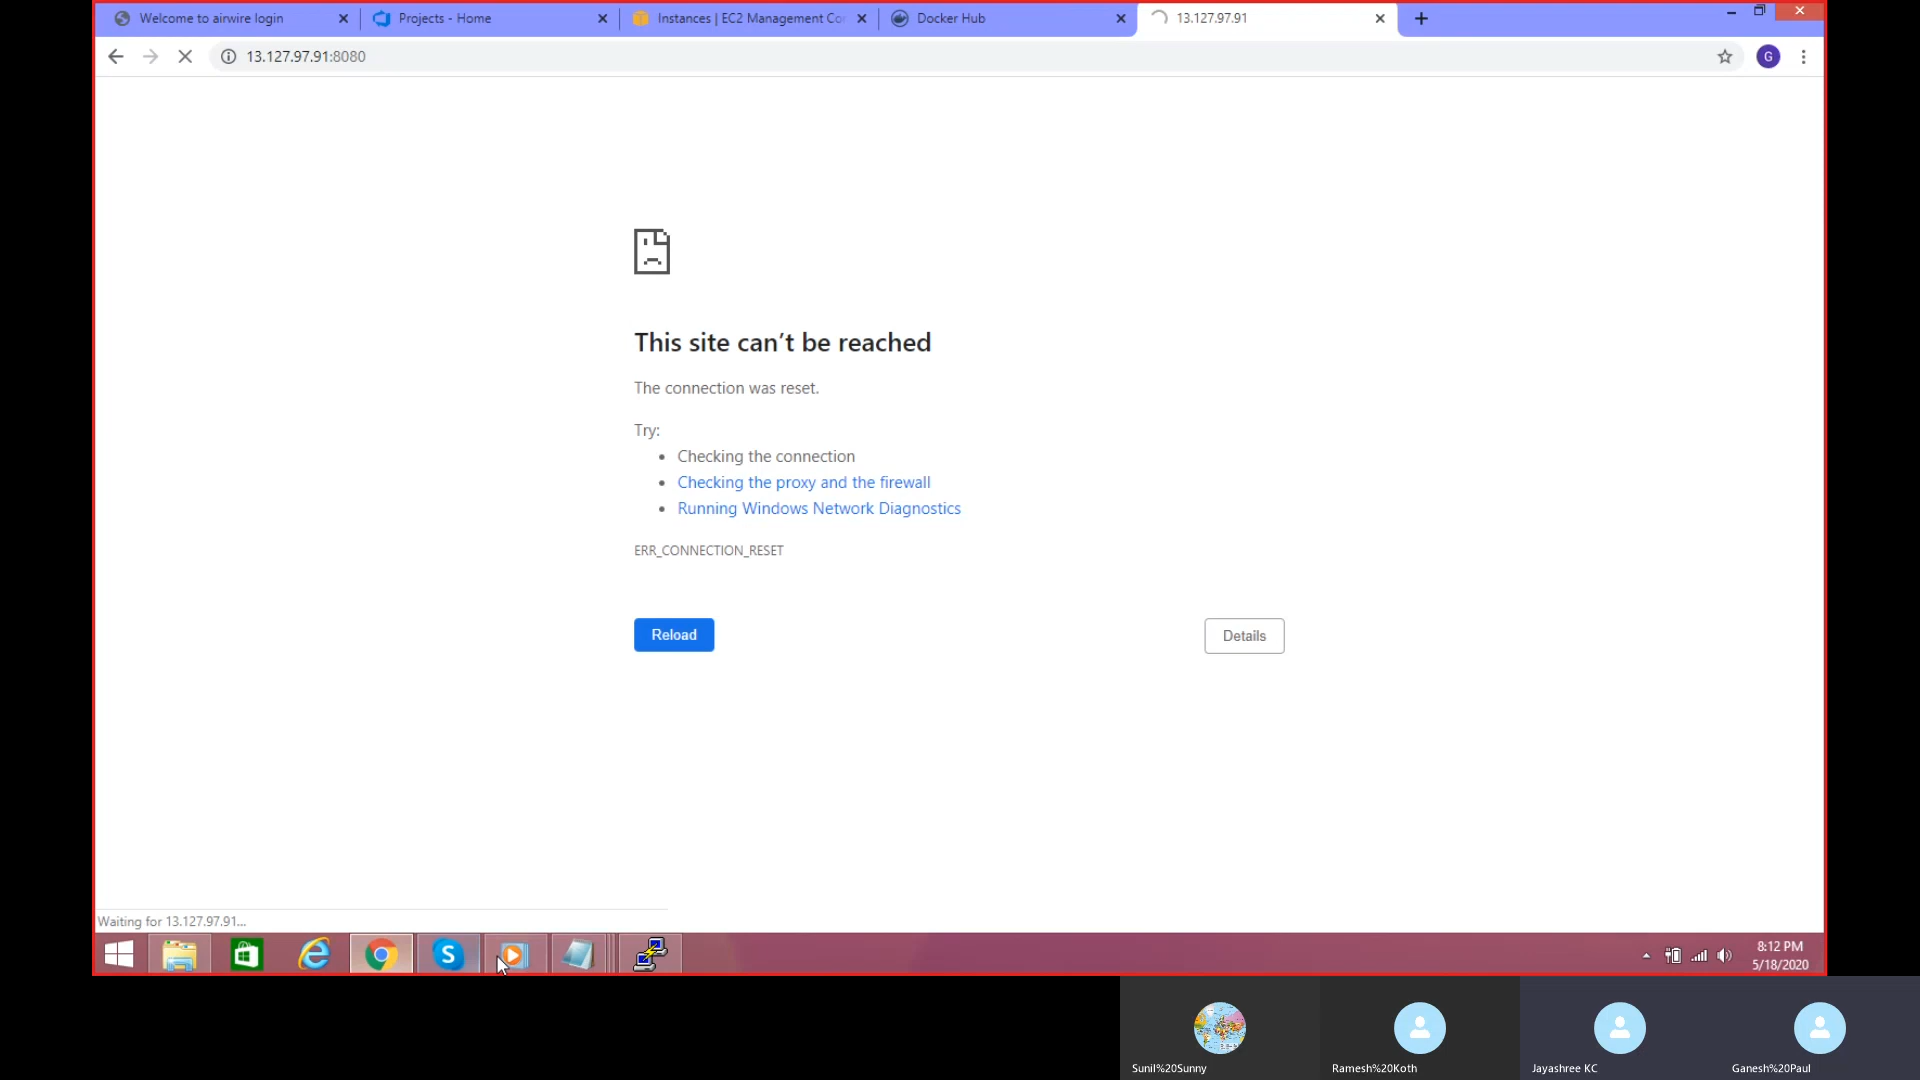 Welcome to airwire login
Projects - Home
Instances | EC2 Management Co
Docker Hub
13.127.97.91
13.127.97.91:8080
G
This site can't be reached
The connection was reset.
Try:
Checking the connection
Checking the proxy and the firewall
Running Windows Network Diagnostics
ERR_CONNECTION_RESET
Reload
Details
Waiting for 13.127.97.91...
8:12 PM
5/18/2020
Sunil%20Sunny
Ramesh%20Koth
Jayashree KC
Ganesh%20Paul